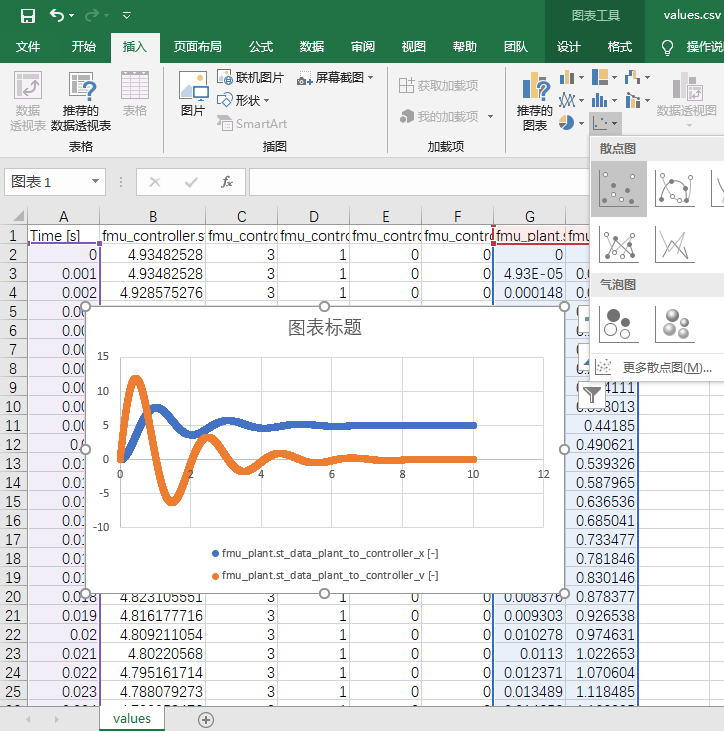 图表工具 values.csv
文件 开始 插入 页面布局 公式 数据 审阅 视图 帮助 团队 设计 格式 操作说
数据透视表 推荐的数据透视表 表格 图片 联机图片 屏幕截图 形状 SmartArt 获取加载项 我的加载项 推荐的图表 数据透视图
表格 插图 加载项
散点图
图表 1 fx
A B C D E F G
1 Time [s] fmu_controller.s fmu_contro fmu_contro fmu_contro fmu_contro fmu_plant.s fmu
2 0 4.93482528 3 1 0 0 0
3 0.001 4.93482528 3 1 0 0 4.93E-05 0.0
4 0.002 4.928575276 3 1 0 0 0.000148 0.0
气泡图
更多散点图(M)...
图表标题
15
10
5
0
-5
-10
0 2 4 6 8 10 12
fmu_plant.st_data_plant_to_controller_x [-]
fmu_plant.st_data_plant_to_controller_v [-]
5 0.00
6 0.00
7 0.00
8 0.00
9 0.00 4111
10 0.00 8013
11 0.0 0.44185
12 0.0 0.490621
13 0.01 0.539326
14 0.01 0.587965
15 0.01 0.636536
16 0.01 0.685041
17 0.01 0.733477
18 0.01 0.781846
19 0.01 0.830146
20 0.018 4.823105551 3 1 0 0 0.008376 0.878377
21 0.019 4.816177716 3 1 0 0 0.009303 0.926538
22 0.02 4.809211054 3 1 0 0 0.010278 0.974631
23 0.021 4.80220568 3 1 0 0 0.0113 1.022653
24 0.022 4.795161714 3 1 0 0 0.012371 1.070604
25 0.023 4.788079273 3 1 0 0 0.013489 1.118485
values